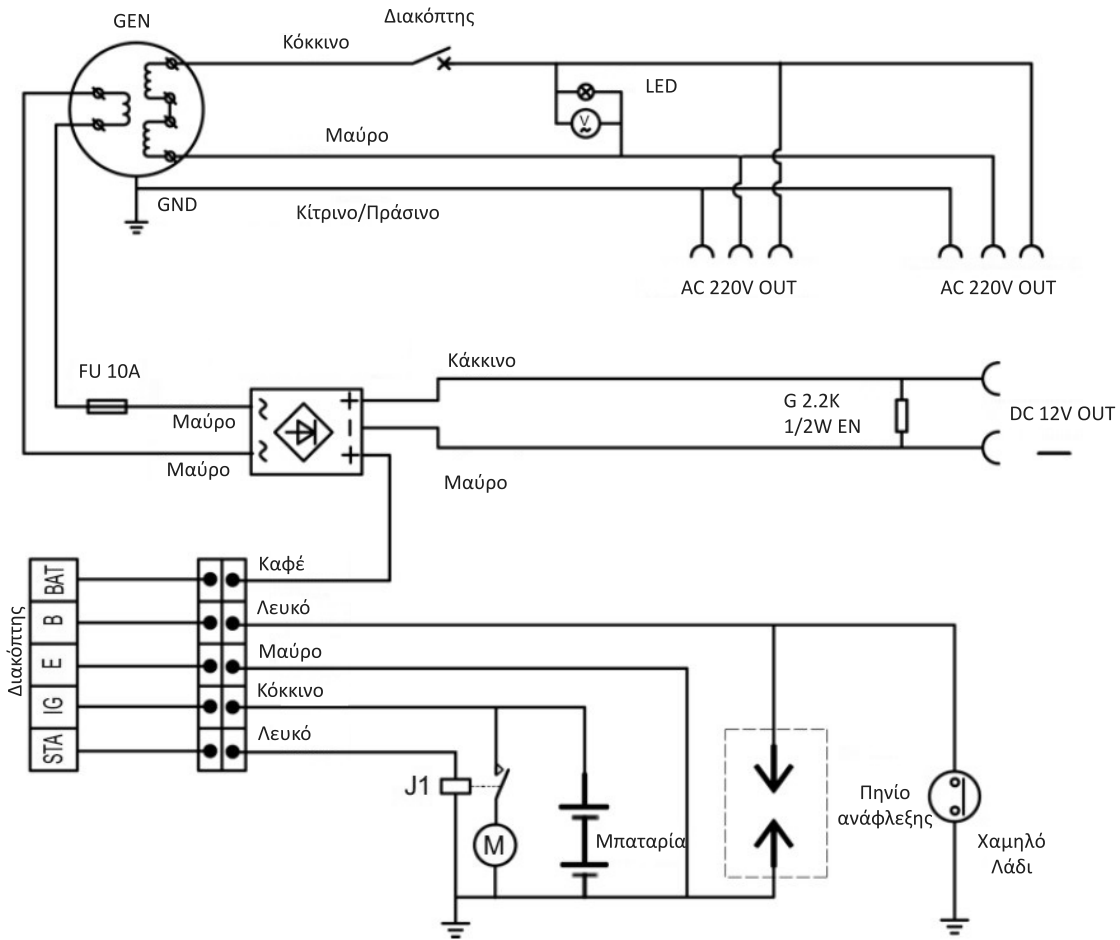 GEN
Διακόπτης
Κόκκινο
LED
V
Μαύρο
GND
Κίτρινο/Πράσινο
AC 220V OUT
AC 220V OUT
FU 10A
Κάκκινο
Μαύρο
G 2.2K
1/2W EN
DC 12V OUT
Μαύρο
Μαύρο
Διακόπτης
BAT
Καφέ
B
Λευκό
E
Μαύρο
IG
Κόκκινο
STA
Λευκό
J1
M
Μπαταρία
Πηνίο
ανάφλεξης
Χαμηλό
Λάδι